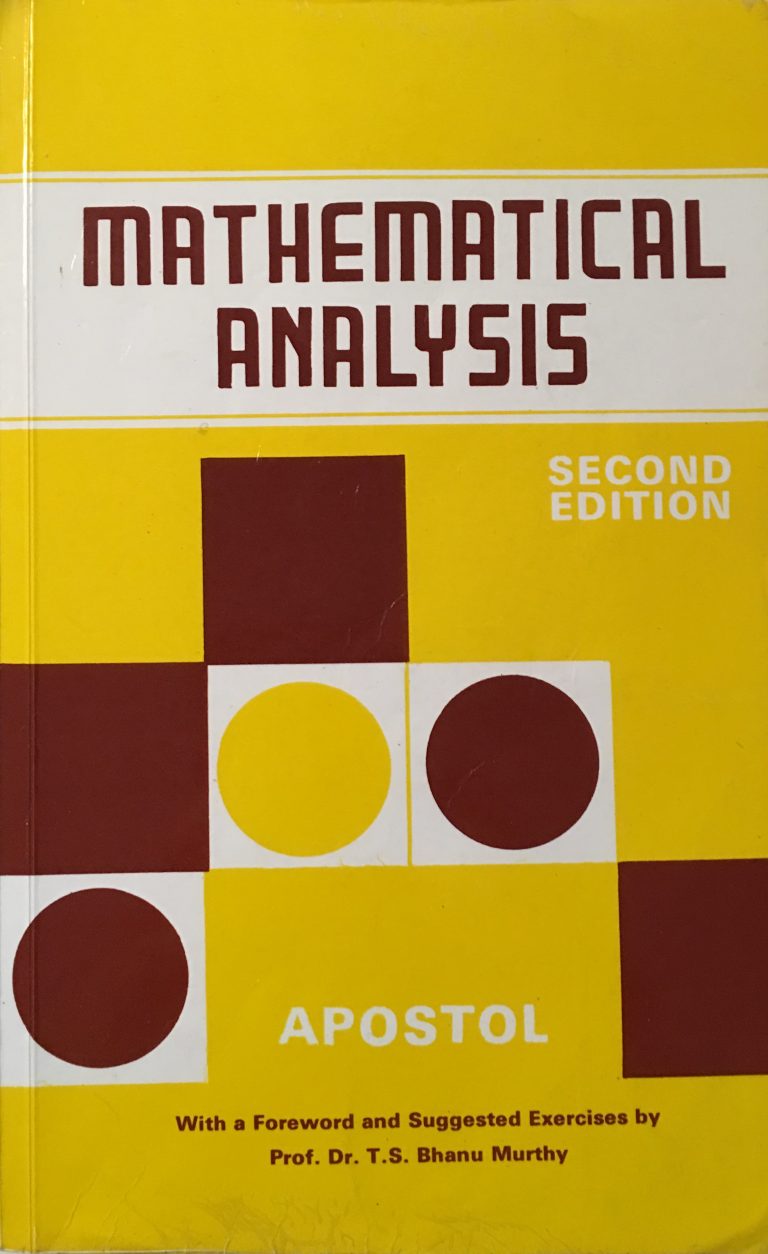 MATHEMATICAL
ANALYSIS
SECOND
EDITION
APOSTOL
With a Foreword and Suggested Exercises by
Prof. Dr. T.S. Bhanu Murthy